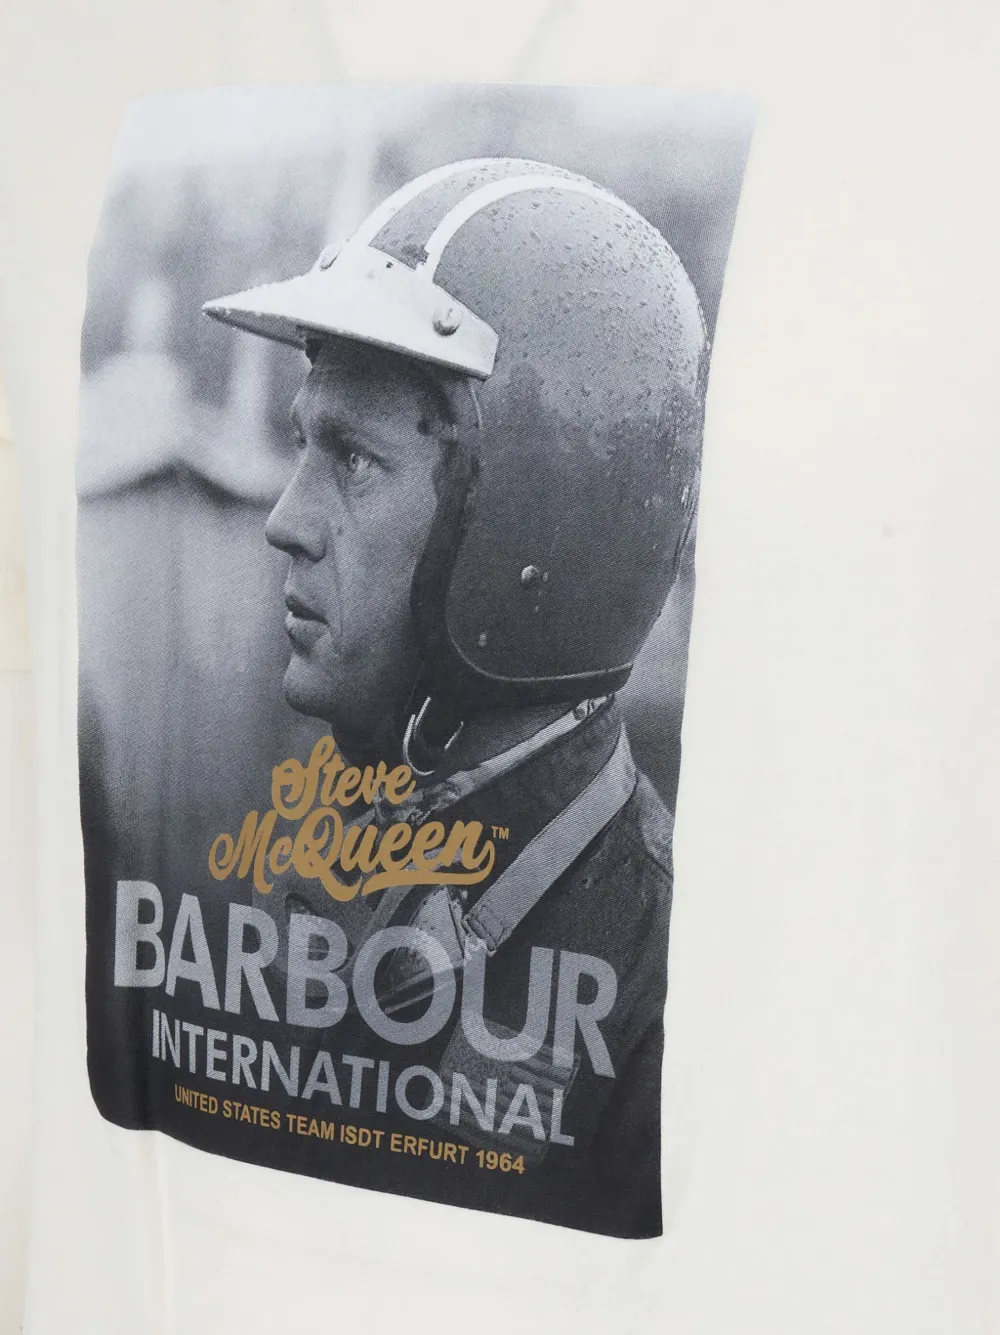 Steve
McQueen™
BARBOUR
INTERNATIONAL
UNITED STATES TEAM ISDT ERFURT 1964